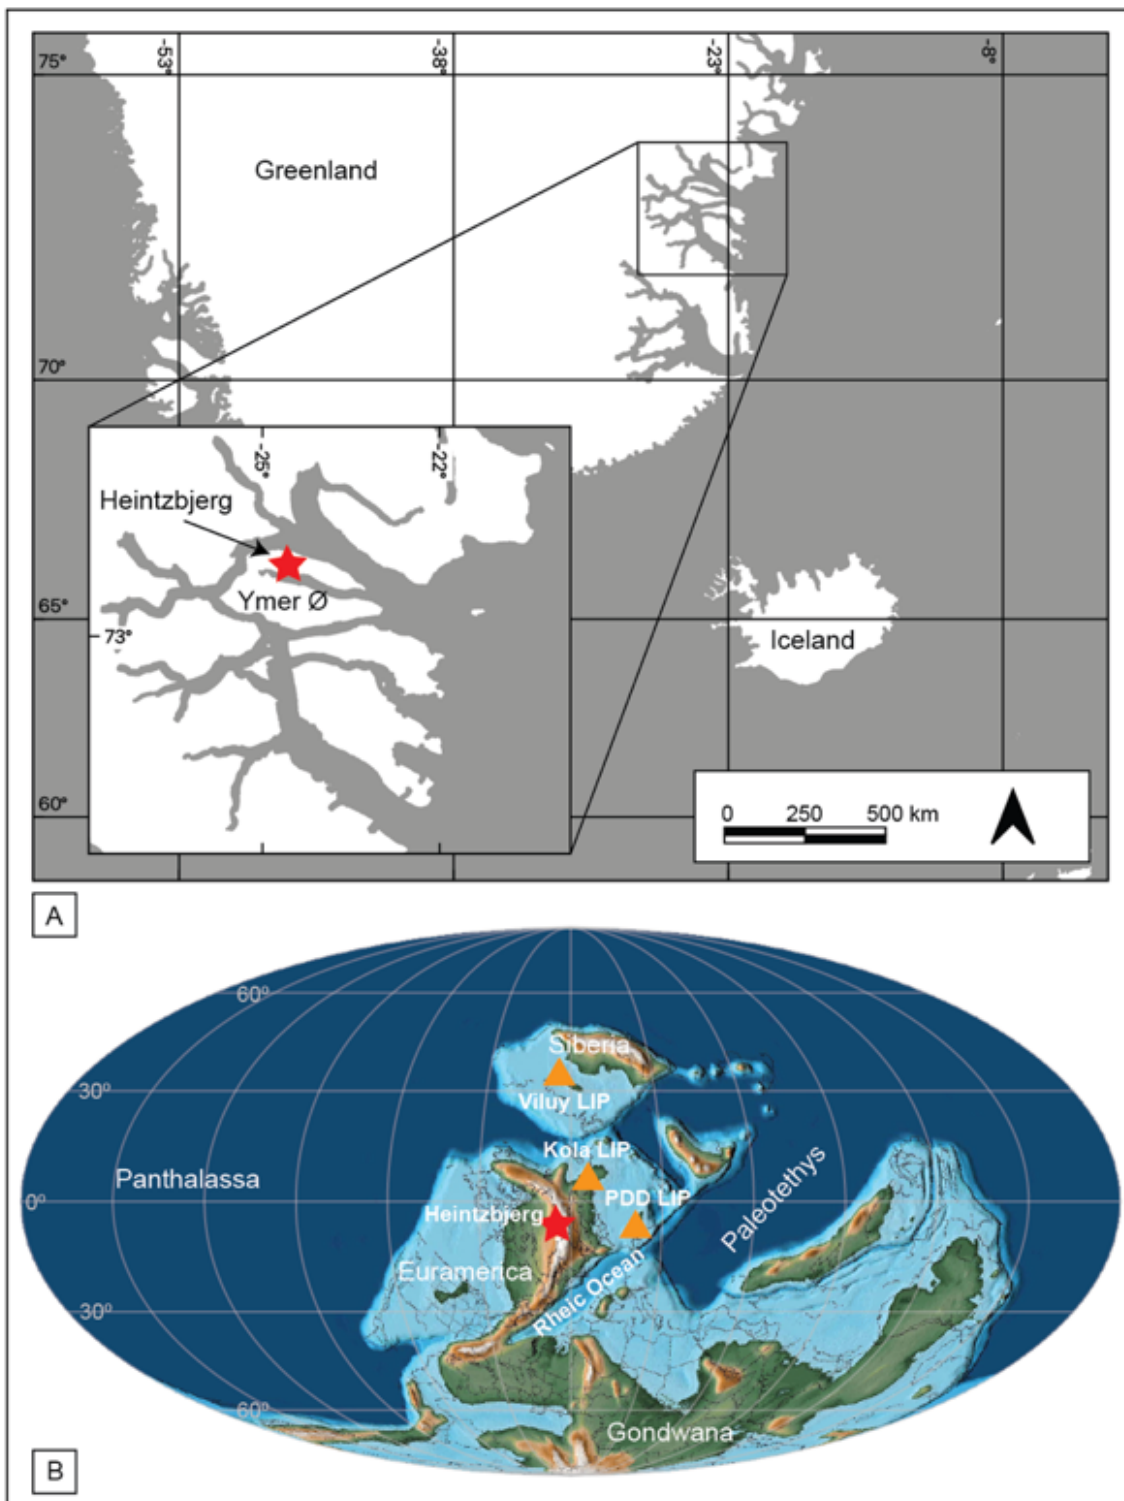 -53°
-38°
-23°
-8°
75°
Greenland
70°
-25°
-22°
Heintzbjerg
Ymer Ø
65°
73°
Iceland
60°
0 250 500 km
A
60°
Siberia
30°
Viluy LIP
Kola LIP
Panthalassa
PDD LIP
0°
Heintzbjerg
Paleotethys
Euramerica
Rheic Ocean
30°
60°
Gondwana
B